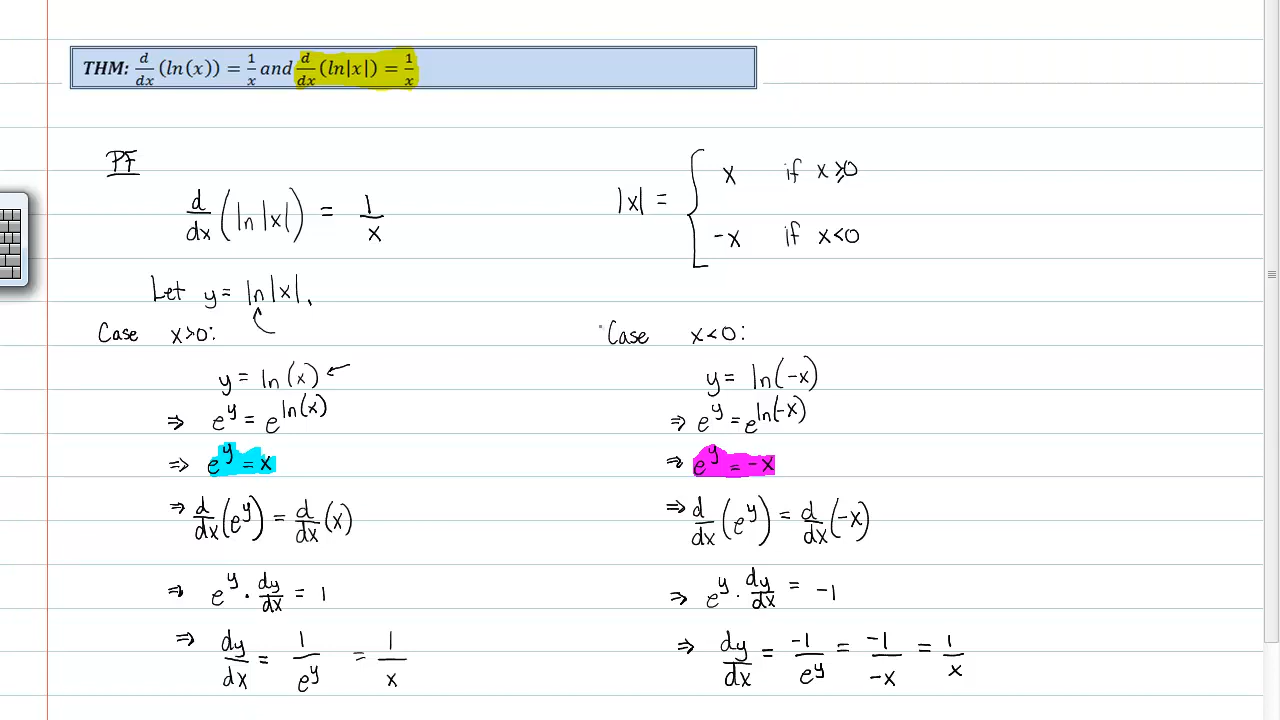 THM: d/dx (ln(x)) = 1/x and d/dx (ln|x|) = 1/x
PF
d/dx (ln|x|) = 1/x
|x| = { x if x≥0
-x if x<0
Let y = ln|x|,
Case x>0:
y = ln(x) ←
⇒ e^y = e^ln(x)
⇒ e^y = x
⇒ d/dx (e^y) = d/dx (x)
⇒ e^y · dy/dx = 1
⇒ dy/dx = 1/e^y = 1/x
Case x<0:
y = ln(-x)
⇒ e^y = e^ln(-x)
⇒ e^y = -x
⇒ d/dx (e^y) = d/dx (-x)
⇒ e^y · dy/dx = -1
⇒ dy/dx = -1/e^y = -1/-x = 1/x